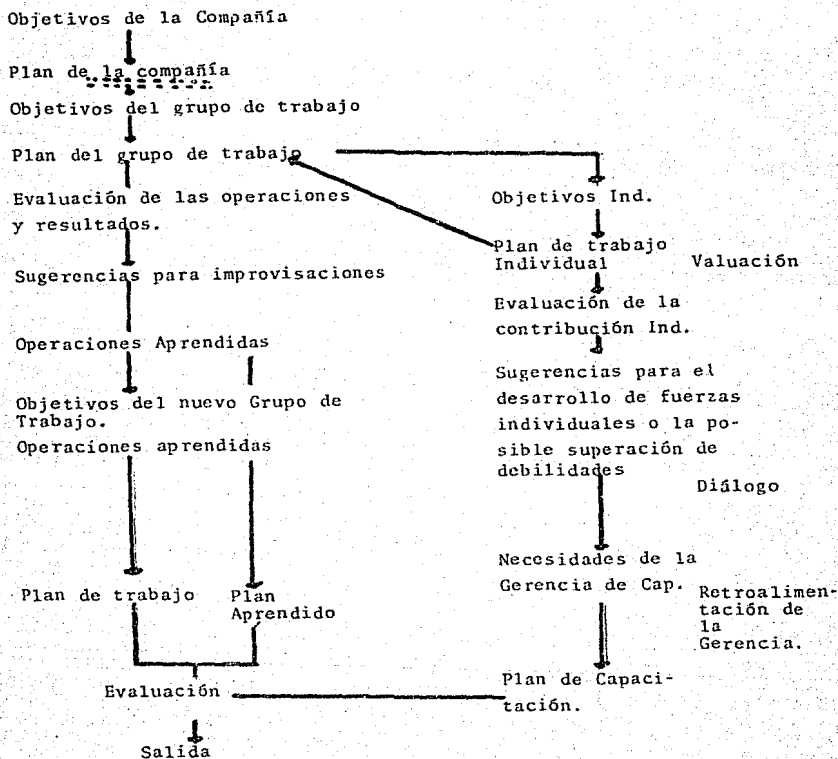 Objetivos de la Compañía
Plan de la compañía
Objetivos del grupo de trabajo
Plan del grupo de trabajo
Evaluación de las operaciones
y resultados.
Sugerencias para improvisaciones
Operaciones Aprendidas
Objetivos del nuevo Grupo de
Trabajo.
Operaciones aprendidas
Plan de trabajo
Plan
Aprendido
Evaluación
Salida
Objetivos Ind.
Plan de trabajo
Individual
Valuación
Evaluación de la
contribución Ind.
Sugerencias para el
desarrollo de fuerzas
individuales o la po-
sible superación de
debilidades
Diálogo
Necesidades de la
Gerencia de Cap.
Retroalimen-
tación de
la
Gerencia.
Plan de Capaci-
tación.